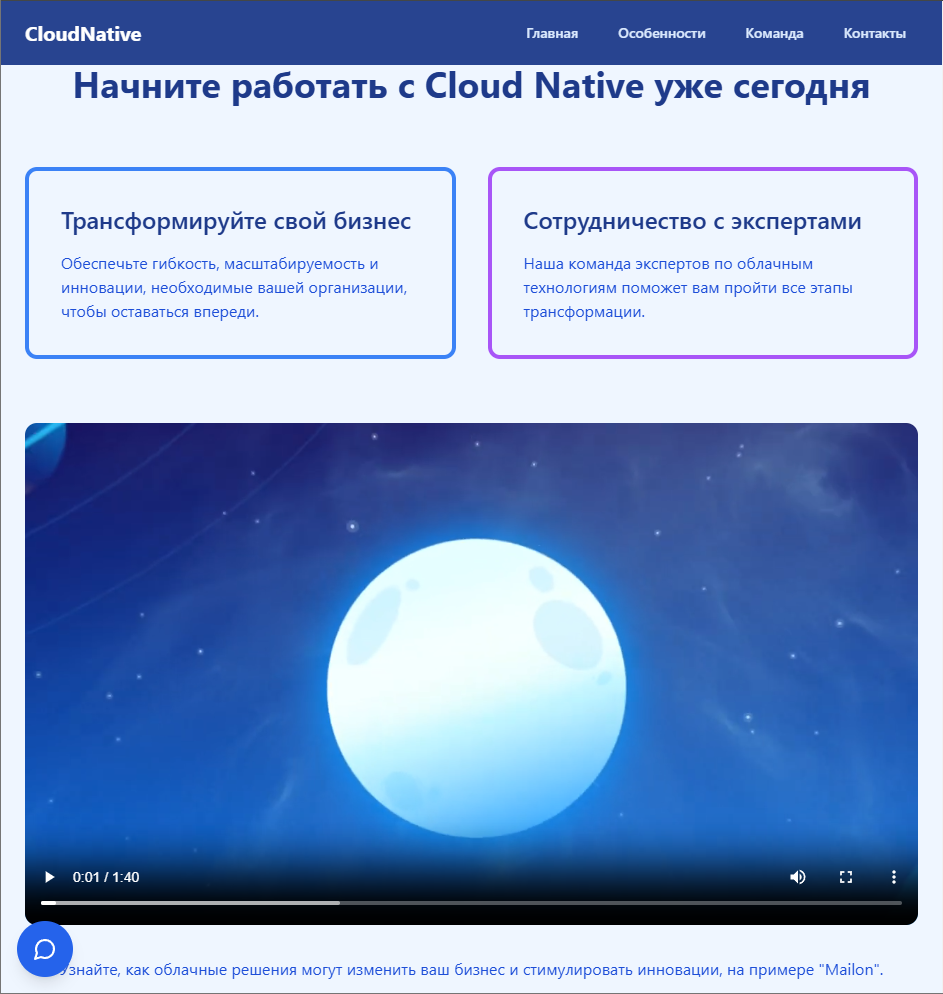 CloudNative
Главная Особенности Команда Контакты
Начните работать с Cloud Native уже сегодня
Трансформируйте свой бизнес
Обеспечьте гибкость, масштабируемость и
инновации, необходимые вашей организации,
чтобы оставаться впереди.
Сотрудничество с экспертами
Наша команда экспертов по облачным
технологиям поможет вам пройти все этапы
трансформации.
0:01 / 1:40
Узнайте, как облачные решения могут изменить ваш бизнес и стимулировать инновации, на примере "Mailon".